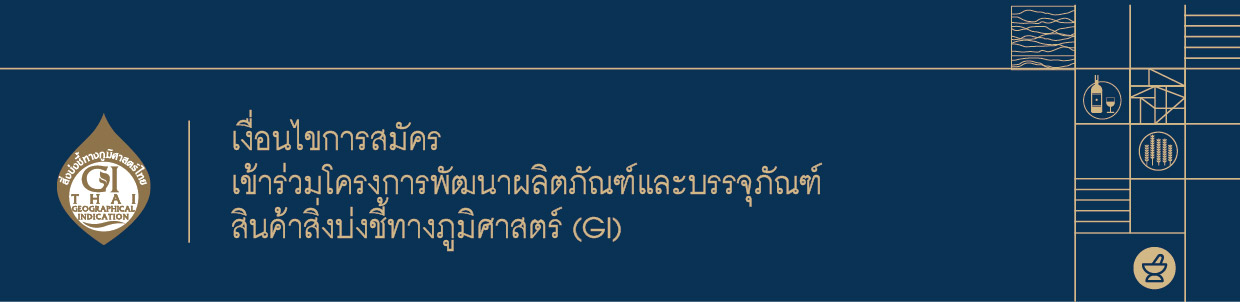 สิ่งบ่งชี้ทางภูมิศาสตร์ไทย
GI
THAI
GEOGRAPHICAL
INDICATION
เงื่อนไขการสมัคร
เข้าร่วมโครงการพัฒนาผลิตภัณฑ์และบรรจุภัณฑ์
สินค้าสิ่งบ่งชี้ทางภูมิศาสตร์ (GI)